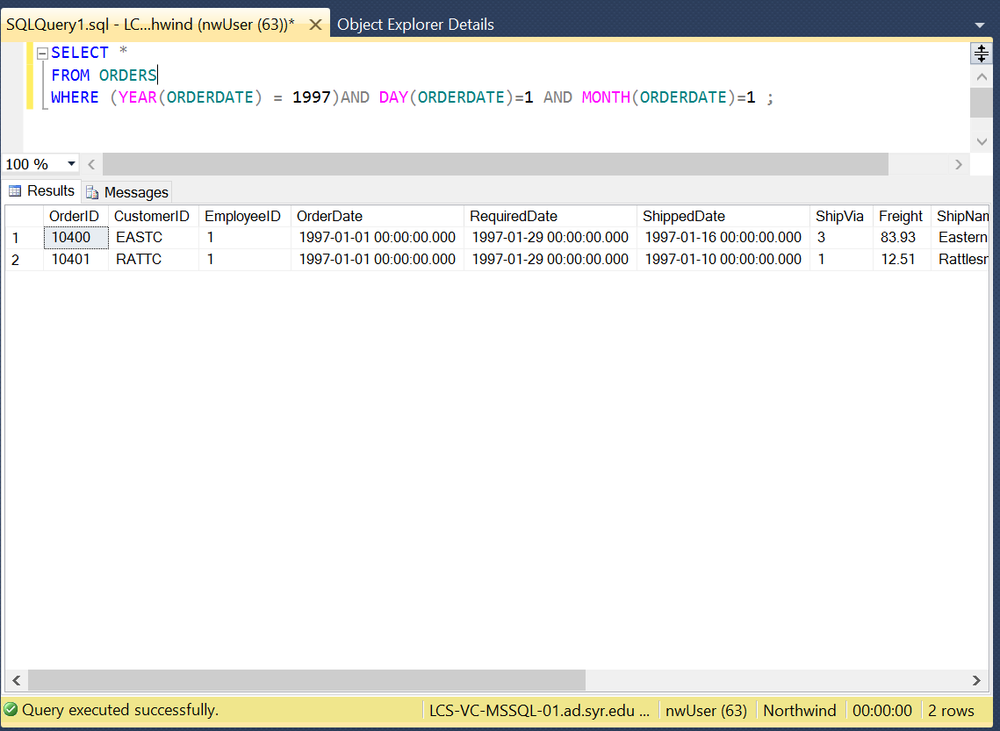 SQLQuery1.sql - LC...hwind (nwUser (63))* Object Explorer Details
SELECT *
FROM ORDERS
WHERE (YEAR(ORDERDATE) = 1997)AND DAY(ORDERDATE)=1 AND MONTH(ORDERDATE)=1 ;
100 %
Results Messages
OrderID CustomerID EmployeeID OrderDate RequiredDate ShippedDate ShipVia Freight ShipNam
1 10400 EASTC 1 1997-01-01 00:00:00.000 1997-01-29 00:00:00.000 1997-01-16 00:00:00.000 3 83.93 Eastern
2 10401 RATTC 1 1997-01-01 00:00:00.000 1997-01-29 00:00:00.000 1997-01-10 00:00:00.000 1 12.51 Rattlesn
Query executed successfully. LCS-VC-MSSQL-01.ad.syr.edu ... nwUser (63) Northwind 00:00:00 2 rows